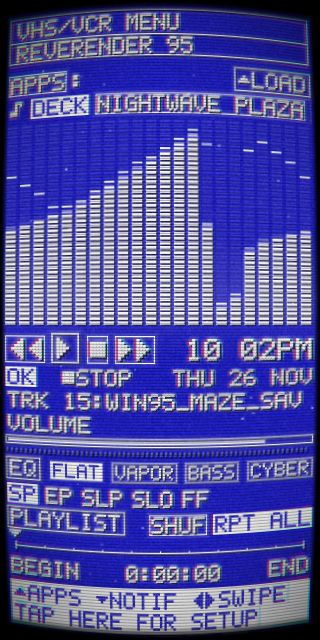 VHS/VCR MENU
REVERENDER 95
APPS: LOAD
DECK NIGHTWAVE PLAZA
10 02PM
OK STOP THU 26 NOV
TRK 15:WIN95_MAZE_SAV
VOLUME
EQ FLAT VAPOR BASS CYBER
SP EP SLP SLO FF
PLAYLIST SHUF RPT ALL
BEGIN 0:00:00 END
APPS NOTIF SWIPE
TAP HERE FOR SETUP